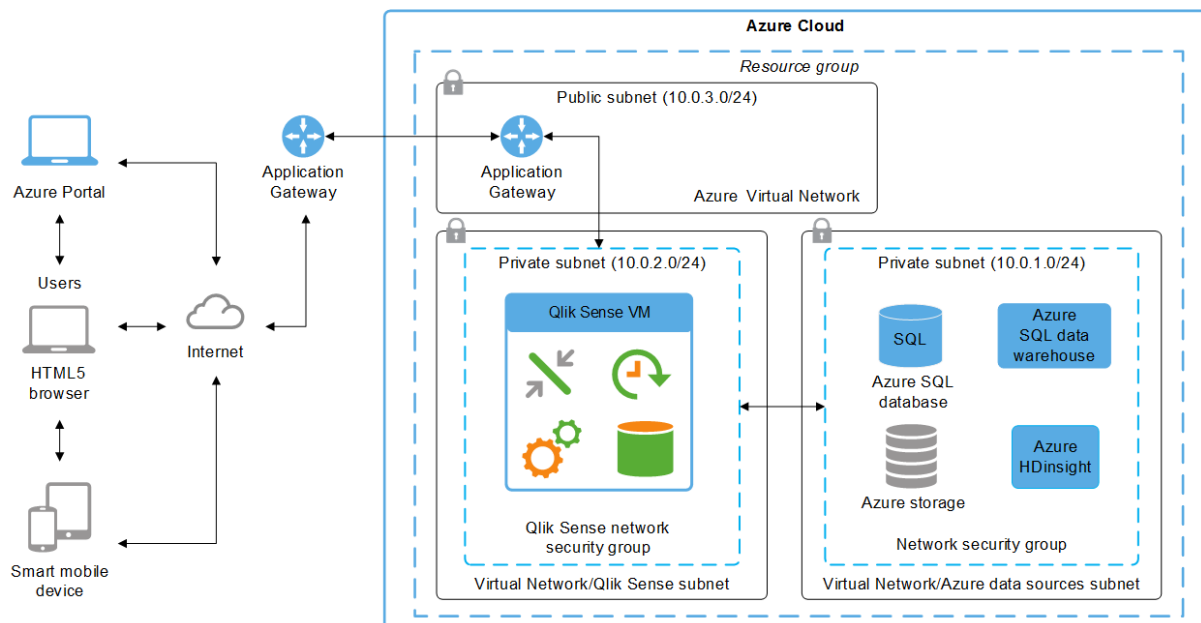 Azure Cloud
Resource group
Public subnet (10.0.3.0/24)
Application
Gateway
Azure Virtual Network
Application
Gateway
Azure Portal
Users
HTML5
browser
Internet
Smart mobile
device
Private subnet (10.0.2.0/24)
Qlik Sense VM
Qlik Sense network
security group
Virtual Network/Qlik Sense subnet
Private subnet (10.0.1.0/24)
SQL
Azure SQL
database
Azure
SQL data
warehouse
Azure storage
Azure
HDinsight
Network security group
Virtual Network/Azure data sources subnet